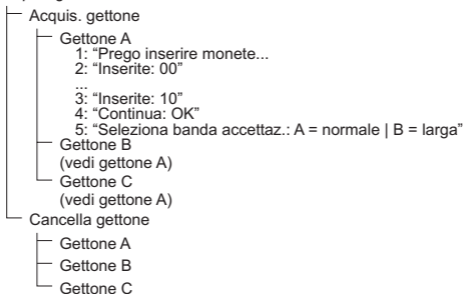 Acquis. gettone
Gettone A
1: “Prego inserire monete...
2: “Inserite: 00”
...
3: “Inserite: 10”
4: “Continua: OK”
5: “Seleziona banda accettaz.: A = normale | B = larga”
Gettone B
(vedi gettone A)
Gettone C
(vedi gettone A)
Cancella gettone
Gettone A
Gettone B
Gettone C